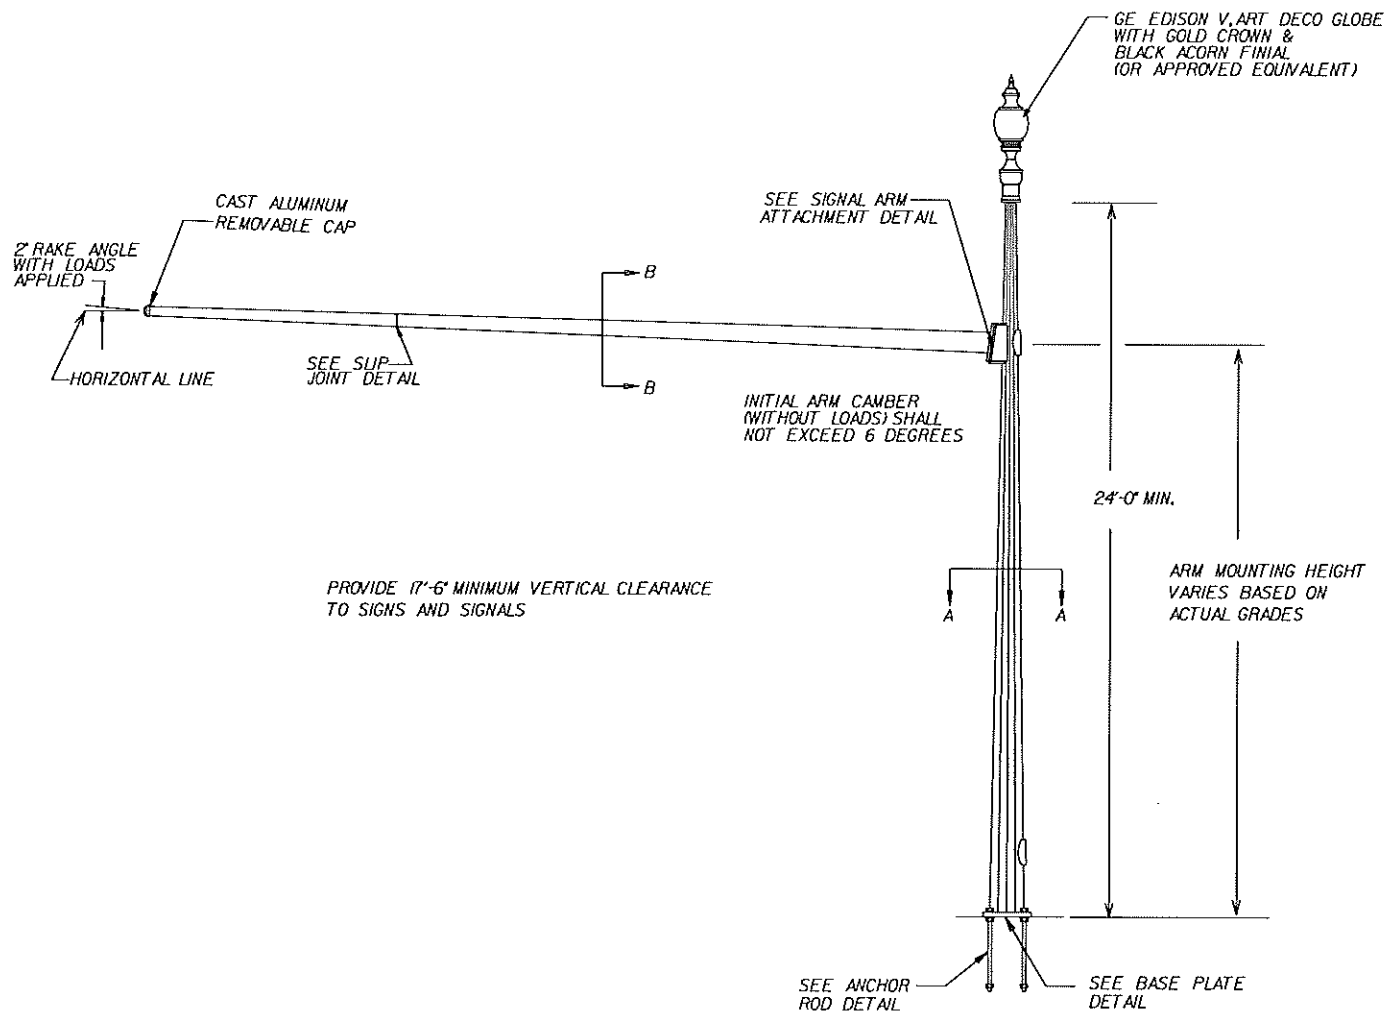 GE EDISON V, ART DECO GLOBE
WITH GOLD CROWN &
BLACK ACORN FINIAL
(OR APPROVED EQUIVALENT)
CAST ALUMINUM
REMOVABLE CAP
SEE SIGNAL ARM
ATTACHMENT DETAIL
2° RAKE ANGLE
WITH LOADS
APPLIED
B
HORIZONTAL LINE
SEE SLIP
JOINT DETAIL
B
INITIAL ARM CAMBER
(WITHOUT LOADS) SHALL
NOT EXCEED 6 DEGREES
24'-0" MIN.
PROVIDE 17'-6" MINIMUM VERTICAL CLEARANCE
TO SIGNS AND SIGNALS
ARM MOUNTING HEIGHT
VARIES BASED ON
ACTUAL GRADES
A A
SEE ANCHOR
ROD DETAIL
SEE BASE PLATE
DETAIL